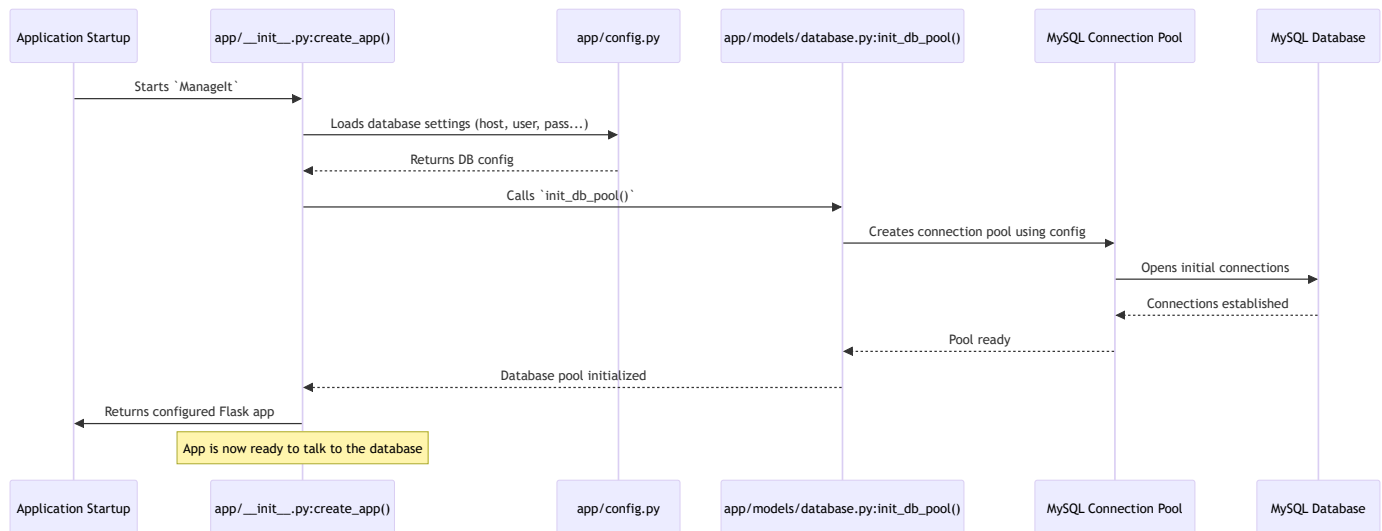 Application Startup
app/__init__.py:create_app()
app/config.py
app/models/database.py:init_db_pool()
MySQL Connection Pool
MySQL Database
Starts `ManageIt`
Loads database settings (host, user, pass...)
Returns DB config
Calls `init_db_pool()`
Creates connection pool using config
Opens initial connections
Connections established
Pool ready
Database pool initialized
Returns configured Flask app
App is now ready to talk to the database
Application Startup
app/__init__.py:create_app()
app/config.py
app/models/database.py:init_db_pool()
MySQL Connection Pool
MySQL Database